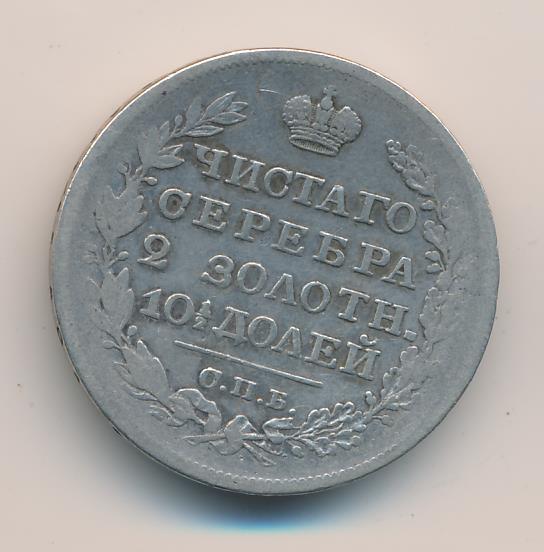 ЧИСТАГО
СЕРЕБРА
2 ЗОЛОТН.
10½ ДОЛЕЙ
С.П.Б.